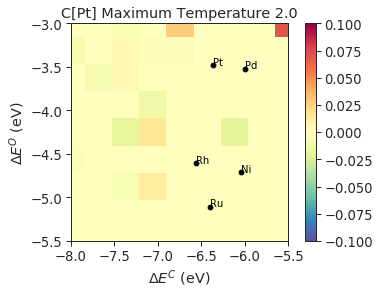 C[Pt] Maximum Temperature 2.0
−3.0
−3.5
−4.0
−4.5
−5.0
−5.5
ΔE^O (eV)
Pt
Pd
Rh
Ni
Ru
−8.0 −7.5 −7.0 −6.5 −6.0 −5.5
ΔE^C (eV)
0.100
0.075
0.050
0.025
0.000
−0.025
−0.050
−0.075
−0.100